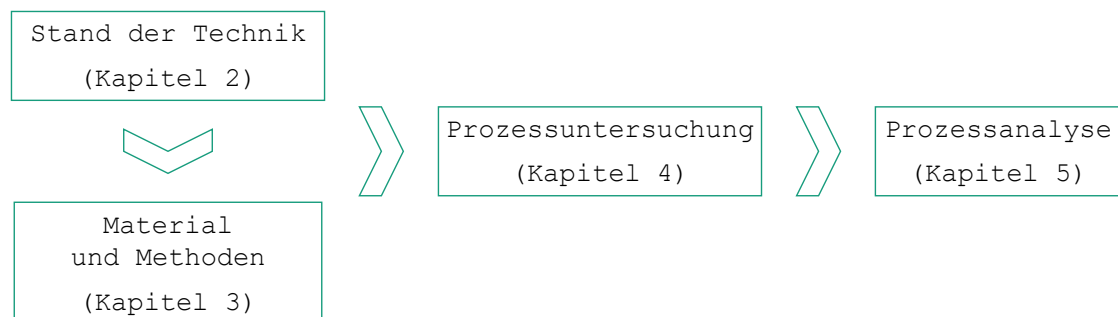 Stand der Technik
(Kapitel 2)
Material
und Methoden
(Kapitel 3)
Prozessuntersuchung
(Kapitel 4)
Prozessanalyse
(Kapitel 5)